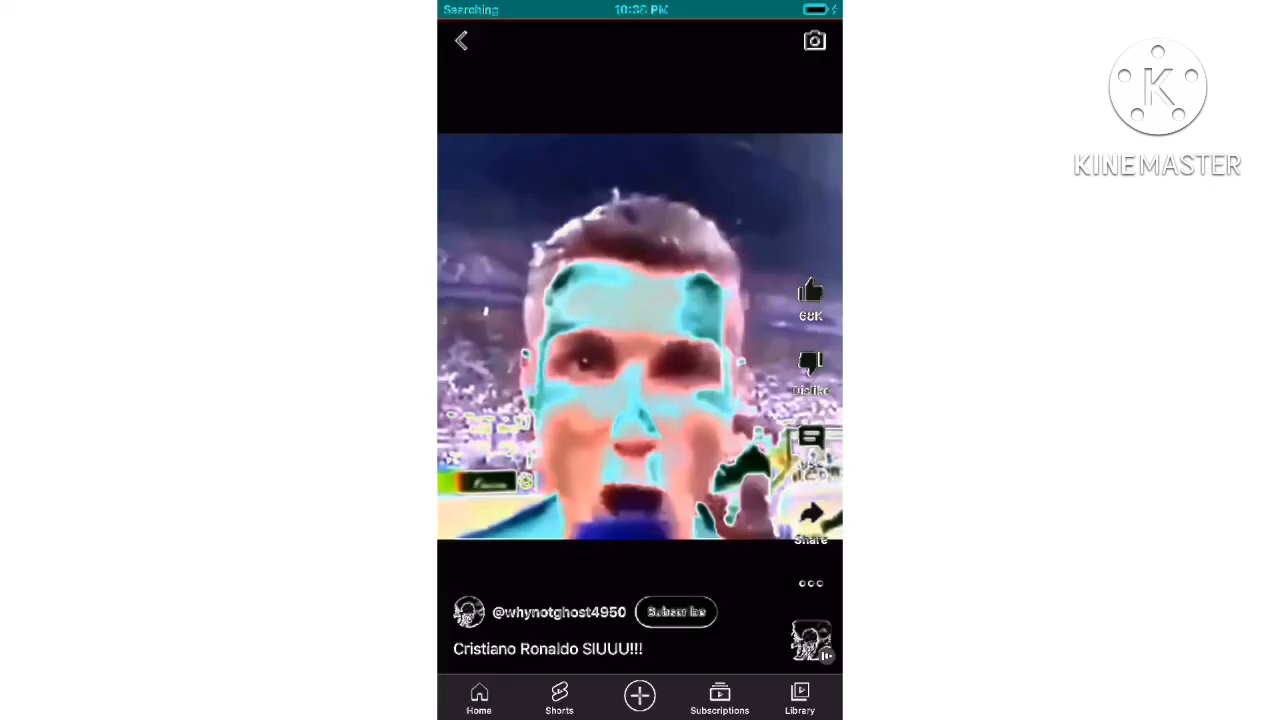 Searching
10:38 PM
KINEMASTER
68K
Dislike
Share
@whynotghost4950
Subscribe
Cristiano Ronaldo SIUUU!!!
Home
Shorts
Subscriptions
Library